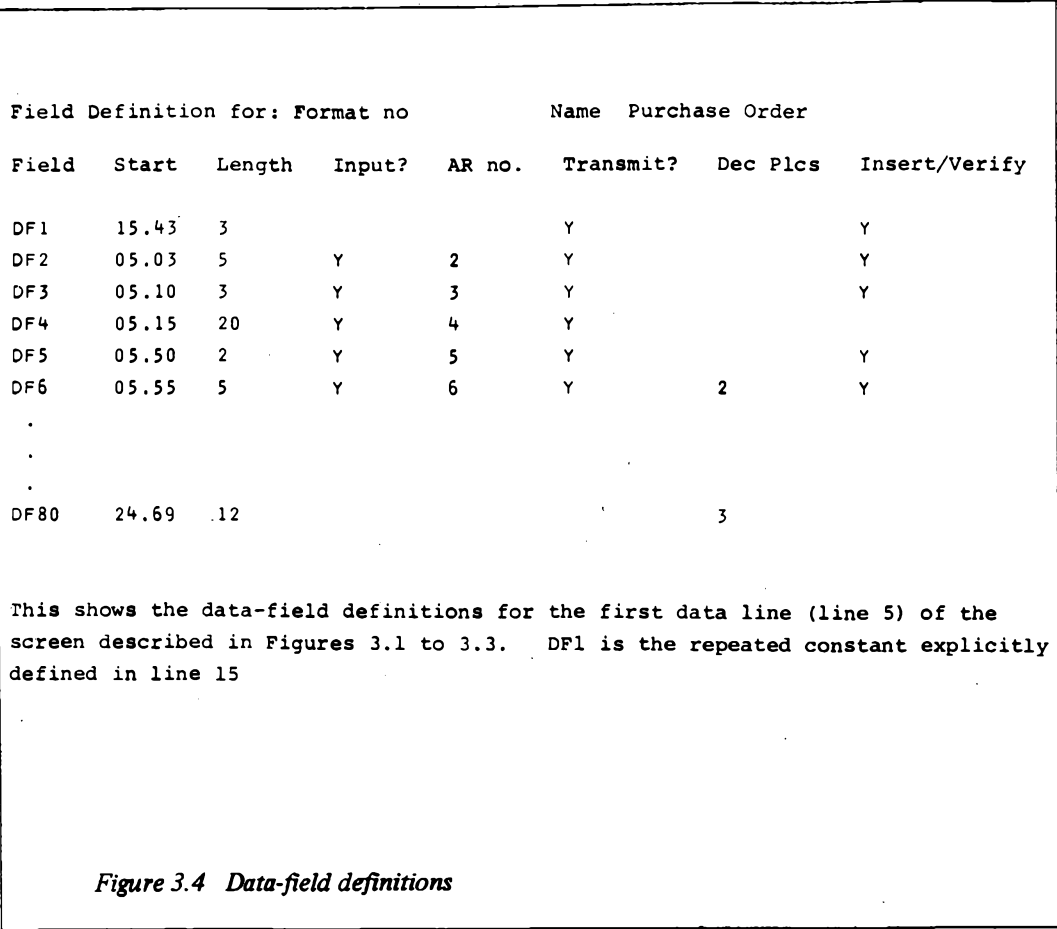 Field Definition for: Format no Name Purchase Order
Field Start Length Input? AR no. Transmit? Dec Plcs Insert/Verify
DF1 15.43 3 Y Y
DF2 05.03 5 Y 2 Y Y
DF3 05.10 3 Y 3 Y Y
DF4 05.15 20 Y 4 Y
DF5 05.50 2 Y 5 Y Y
DF6 05.55 5 Y 6 Y 2 Y
.
.
.
DF80 24.69 12 3
This shows the data-field definitions for the first data line (line 5) of the
screen described in Figures 3.1 to 3.3. DF1 is the repeated constant explicitly
defined in line 15
Figure 3.4 Data-field definitions